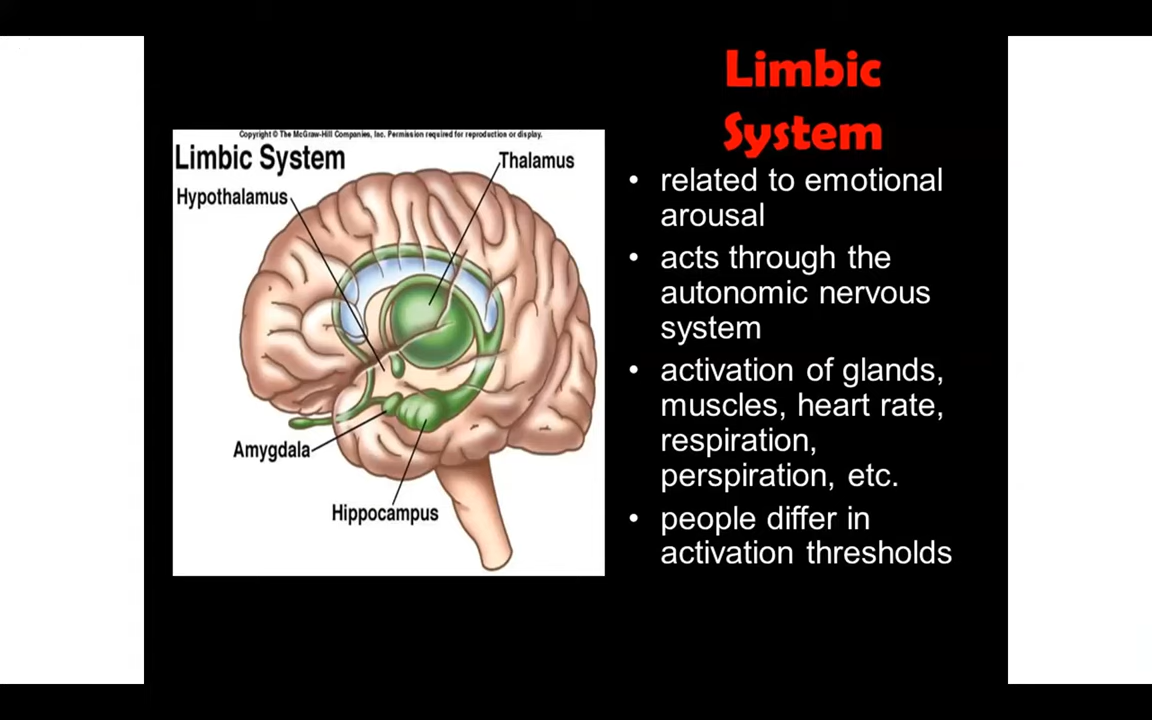 Limbic
System
Copyright © The McGraw-Hill Companies, Inc. Permission required for reproduction or display.
Limbic System
Thalamus
Hypothalamus
Amygdala
Hippocampus
• related to emotional
arousal
• acts through the
autonomic nervous
system
• activation of glands,
muscles, heart rate,
respiration,
perspiration, etc.
• people differ in
activation thresholds